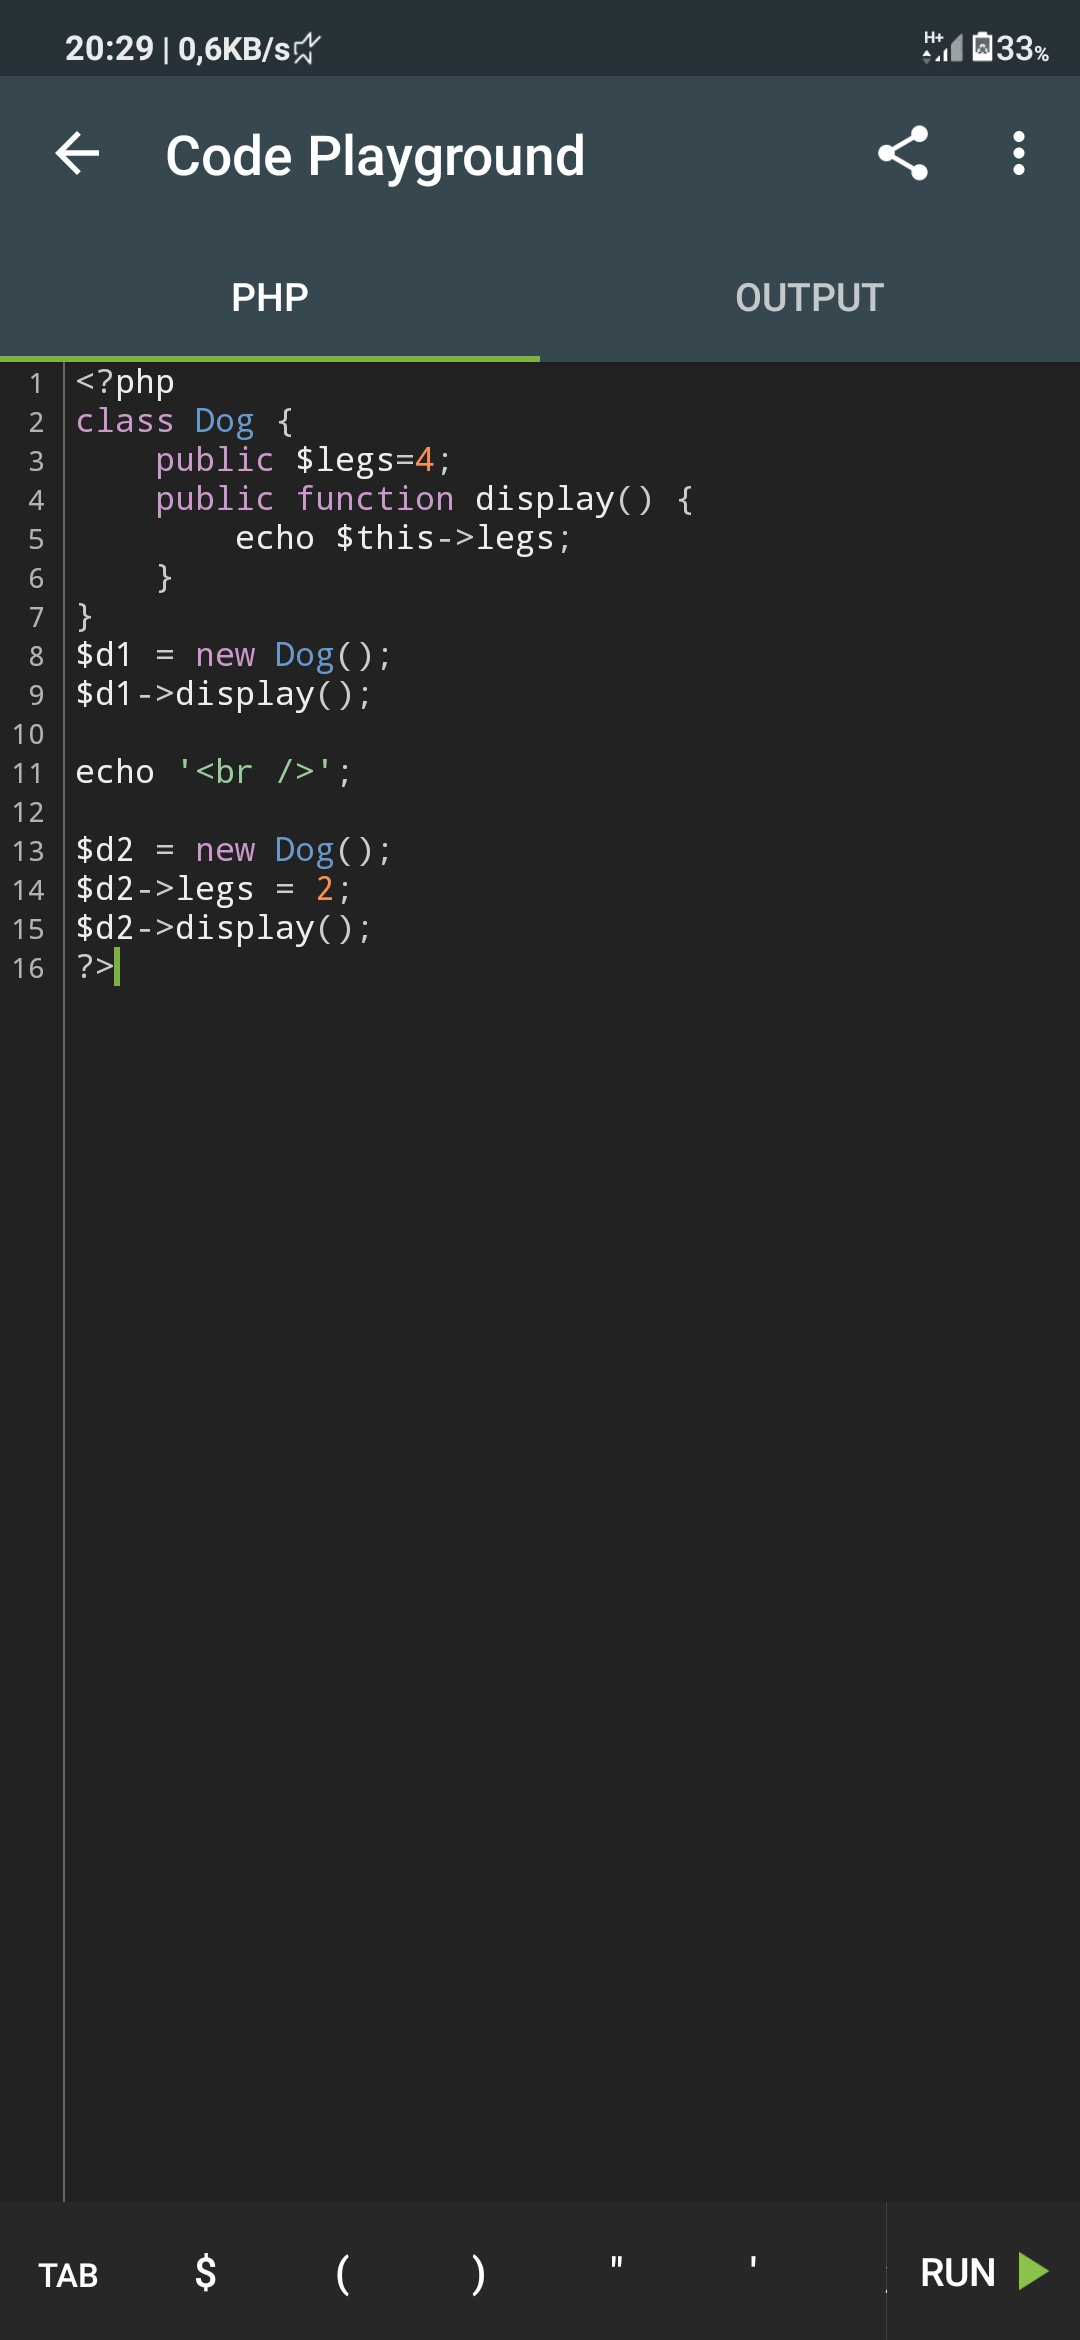 20:29 | 0,6KB/s H+ 33%
Code Playground
PHP OUTPUT
1 <?php
2 class Dog {
3     public $legs=4;
4     public function display() {
5         echo $this->legs;
6     }
7 }
8 $d1 = new Dog();
9 $d1->display();
10
11 echo '<br />';
12
13 $d2 = new Dog();
14 $d2->legs = 2;
15 $d2->display();
16 ?>
TAB $ ( ) " ' RUN